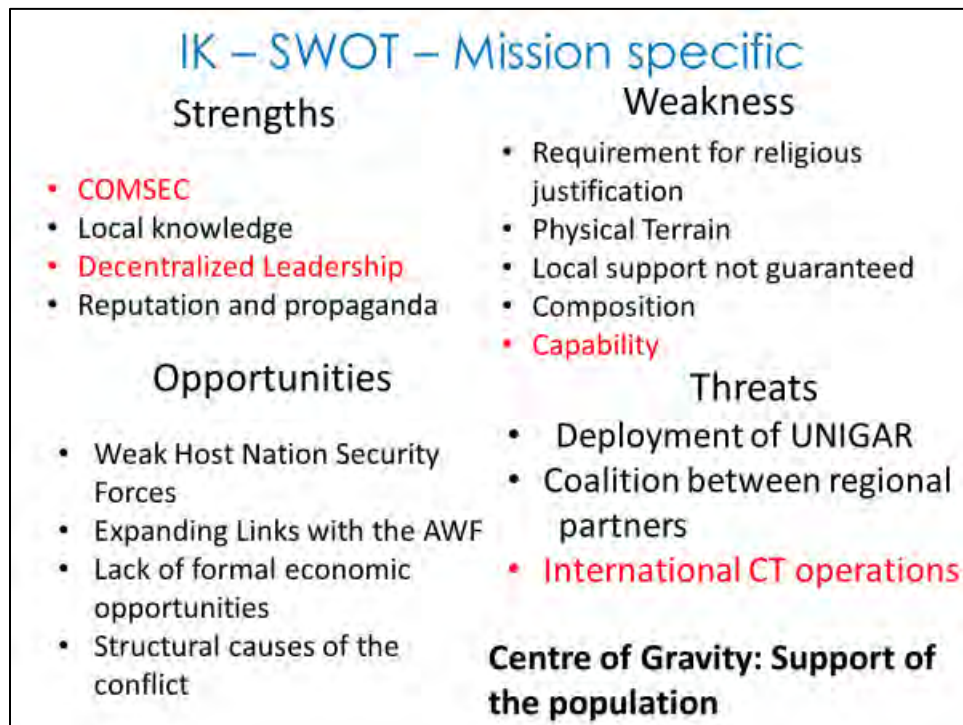 IK – SWOT – Mission specific
Strengths
• COMSEC
• Local knowledge
• Decentralized Leadership
• Reputation and propaganda
Weakness
• Requirement for religious
justification
• Physical Terrain
• Local support not guaranteed
• Composition
• Capability
Opportunities
• Weak Host Nation Security
Forces
• Expanding Links with the AWF
• Lack of formal economic
opportunities
• Structural causes of the
conflict
Threats
• Deployment of UNIGAR
• Coalition between regional
partners
• International CT operations
Centre of Gravity: Support of
the population